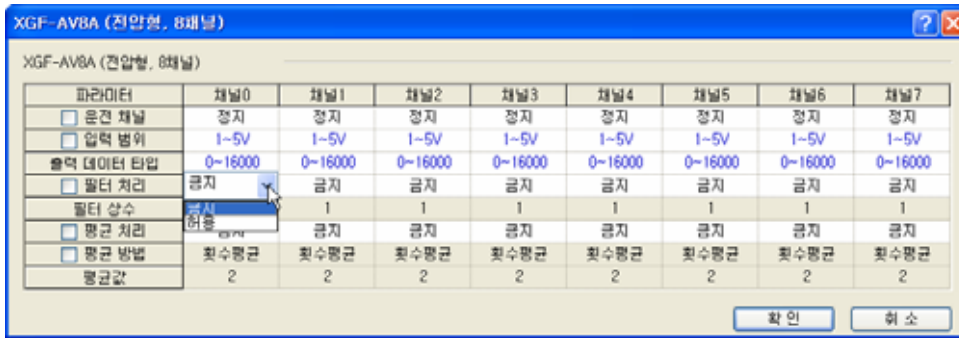 XGF-AV8A (전압형, 8채널)
XGF-AV8A (전압형, 8채널)
파라미터 채널0 채널1 채널2 채널3 채널4 채널5 채널6 채널7
운전 채널 정지 정지 정지 정지 정지 정지 정지 정지
입력 범위 1~5V 1~5V 1~5V 1~5V 1~5V 1~5V 1~5V 1~5V
출력 데이터 타입 0~16000 0~16000 0~16000 0~16000 0~16000 0~16000 0~16000 0~16000
필터 처리 금지 금지 금지 금지 금지 금지 금지 금지
필터 상수 금지 1 1 1 1 1 1 1
허용
평균 처리 금지 금지 금지 금지 금지 금지 금지 금지
평균 방법 횟수평균 횟수평균 횟수평균 횟수평균 횟수평균 횟수평균 횟수평균 횟수평균
평균값 2 2 2 2 2 2 2 2
확인 취소